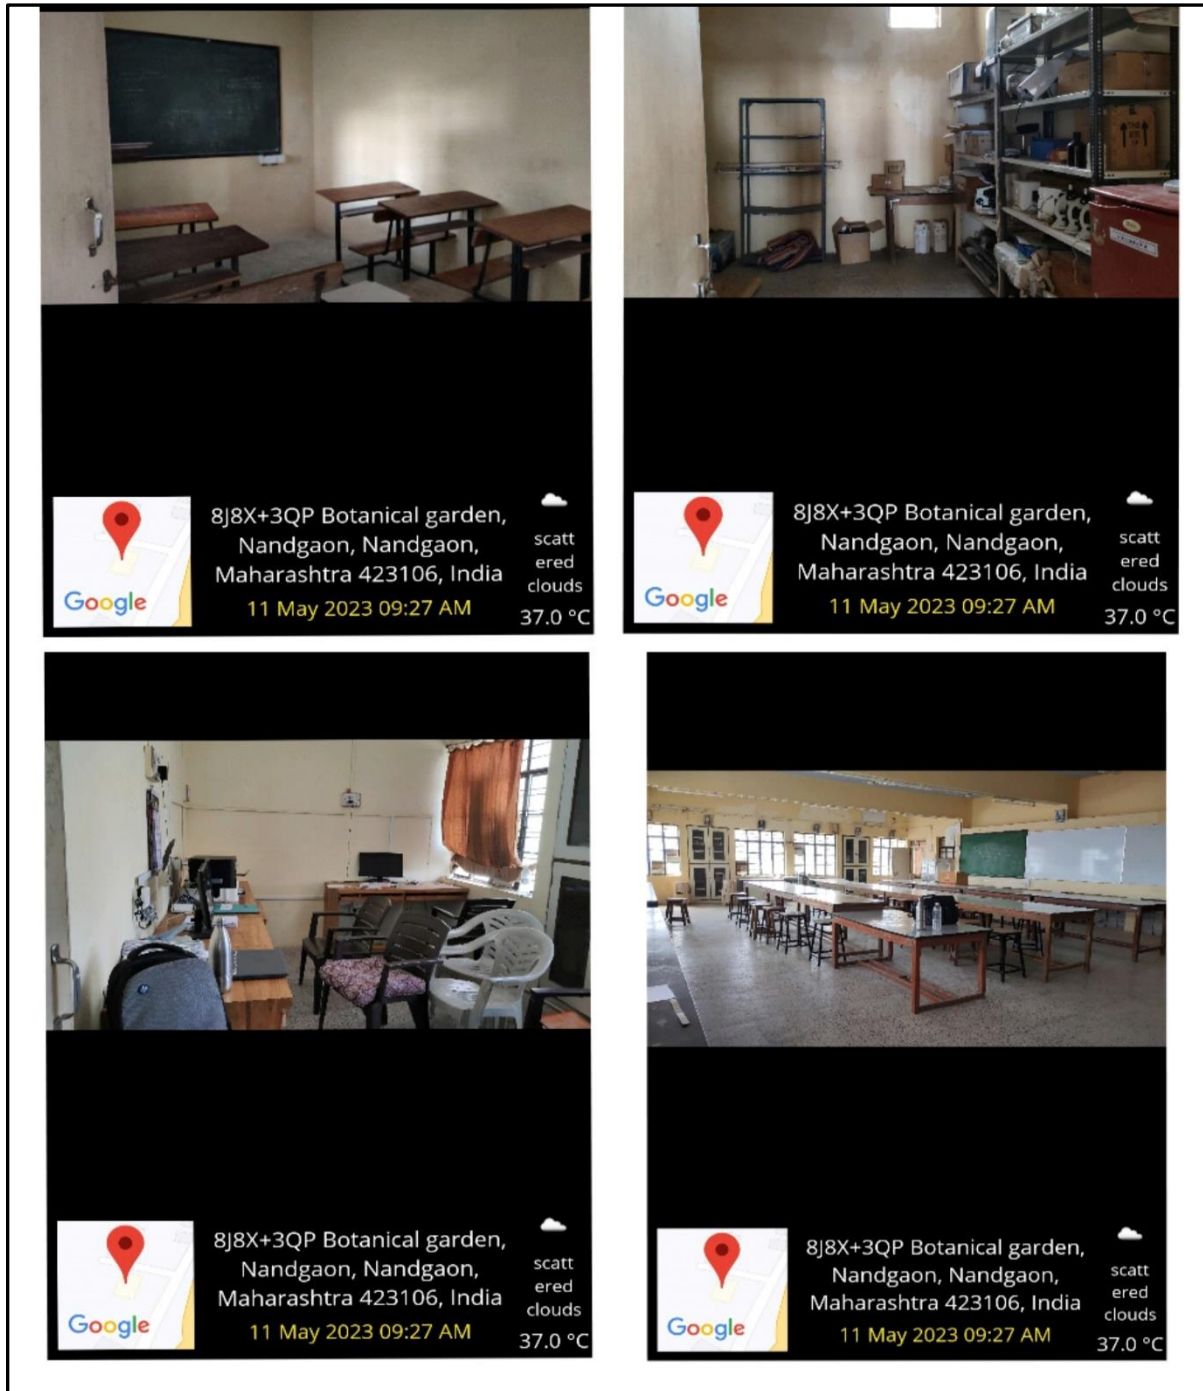 8J8X+3QP Botanical garden,
Nandgaon, Nandgaon,
Maharashtra 423106, India
11 May 2023 09:27 AM
scatt
ered
clouds
37.0 °C
Google
8J8X+3QP Botanical garden,
Nandgaon, Nandgaon,
Maharashtra 423106, India
11 May 2023 09:27 AM
scatt
ered
clouds
37.0 °C
Google
8J8X+3QP Botanical garden,
Nandgaon, Nandgaon,
Maharashtra 423106, India
11 May 2023 09:27 AM
scatt
ered
clouds
37.0 °C
Google
8J8X+3QP Botanical garden,
Nandgaon, Nandgaon,
Maharashtra 423106, India
11 May 2023 09:27 AM
scatt
ered
clouds
37.0 °C
Google